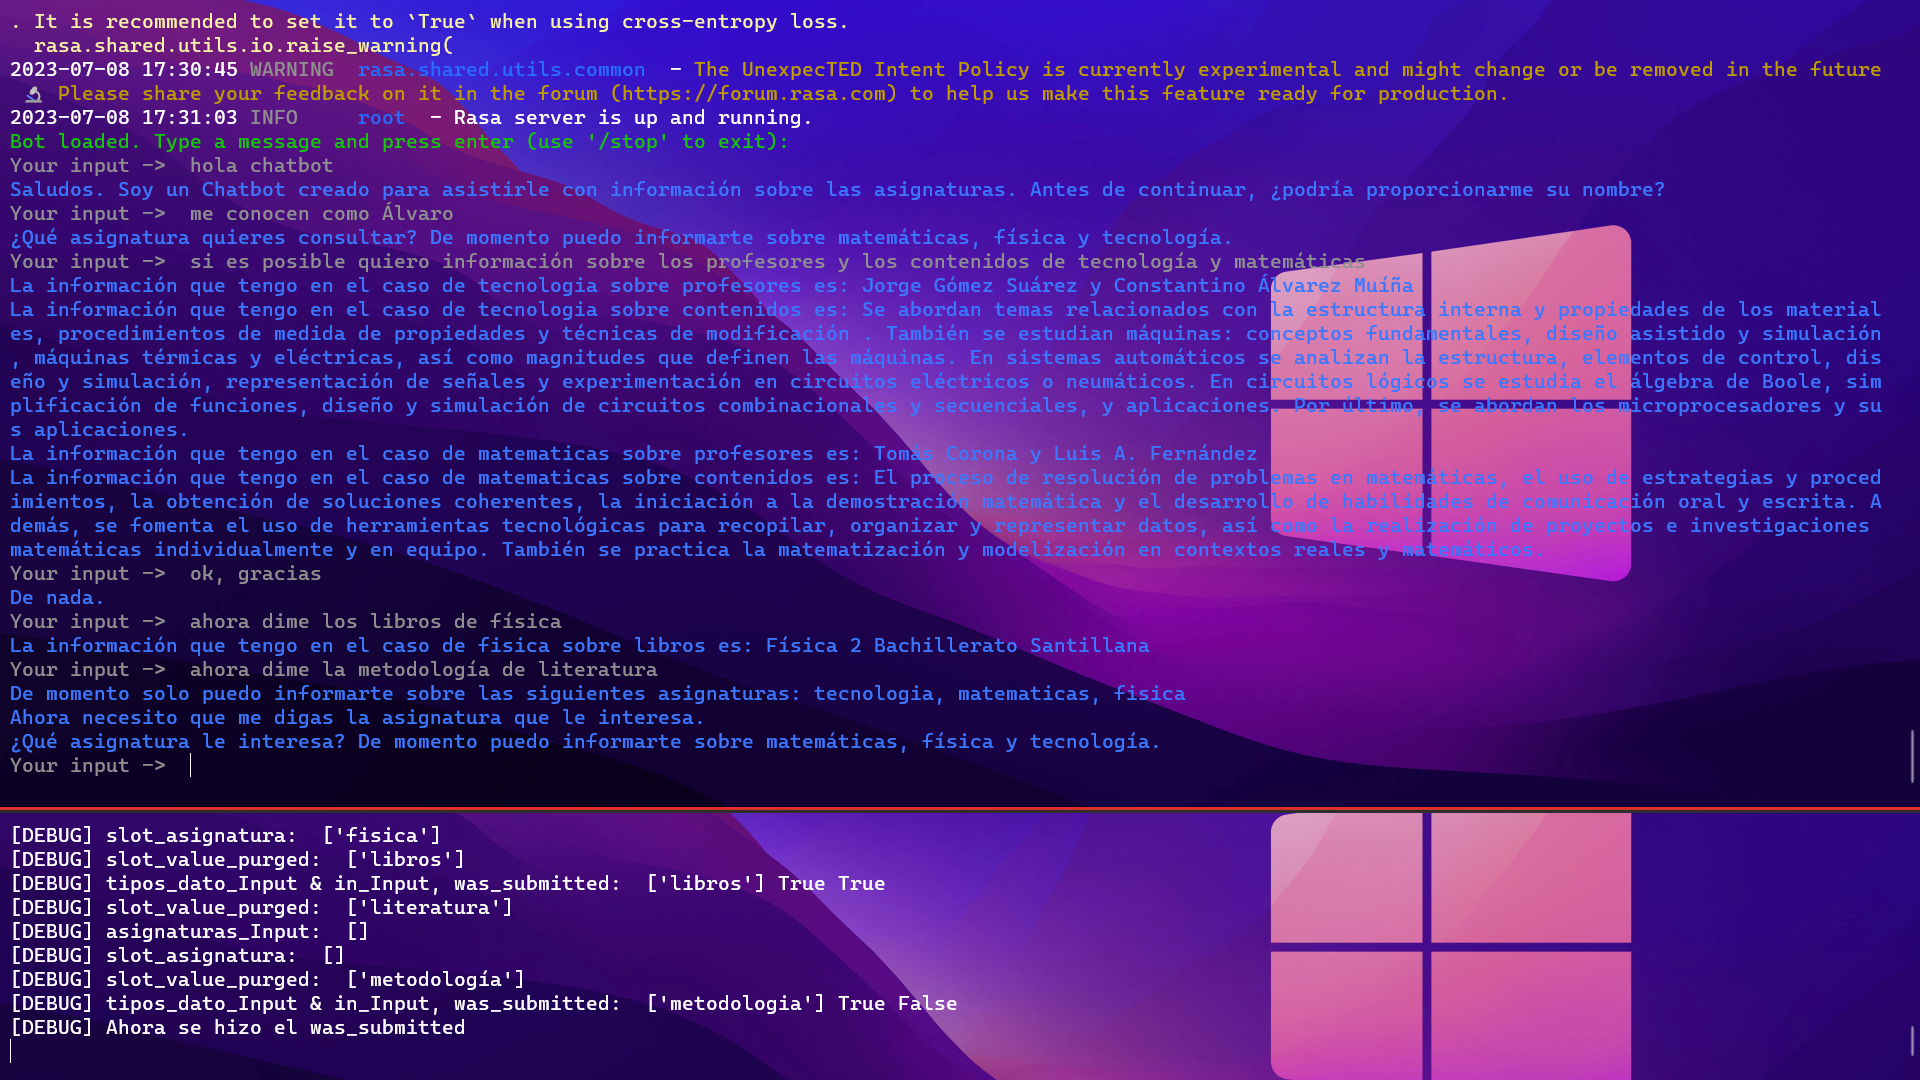 . It is recommended to set it to `True` when using cross-entropy loss.
  rasa.shared.utils.io.raise_warning(
2023-07-08 17:30:45 WARNING  rasa.shared.utils.common  - The UnexpecTED Intent Policy is currently experimental and might change or be removed in the future
 🔬 Please share your feedback on it in the forum (https://forum.rasa.com) to help us make this feature ready for production.
2023-07-08 17:31:03 INFO     root  - Rasa server is up and running.
Bot loaded. Type a message and press enter (use '/stop' to exit):
Your input ->  hola chatbot
Saludos. Soy un Chatbot creado para asistirle con información sobre las asignaturas. Antes de continuar, ¿podría proporcionarme su nombre?
Your input ->  me conocen como Álvaro
¿Qué asignatura quieres consultar? De momento puedo informarte sobre matemáticas, física y tecnología.
Your input ->  si es posible quiero información sobre los profesores y los contenidos de tecnología y matemáticas
La información que tengo en el caso de tecnologia sobre profesores es: Jorge Gómez Suárez y Constantino Álvarez Muíña
La información que tengo en el caso de tecnologia sobre contenidos es: Se abordan temas relacionados con la estructura interna y propiedades de los material
es, procedimientos de medida de propiedades y técnicas de modificación . También se estudian máquinas: conceptos fundamentales, diseño asistido y simulación
, máquinas térmicas y eléctricas, así como magnitudes que definen las máquinas. En sistemas automáticos se analizan la estructura, elementos de control, dis
eño y simulación, representación de señales y experimentación en circuitos eléctricos o neumáticos. En circuitos lógicos se estudia el álgebra de Boole, sim
plificación de funciones, diseño y simulación de circuitos combinacionales y secuenciales, y aplicaciones. Por último, se abordan los microprocesadores y su
s aplicaciones.
La información que tengo en el caso de matematicas sobre profesores es: Tomás Corona y Luis A. Fernández
La información que tengo en el caso de matematicas sobre contenidos es: El proceso de resolución de problemas en matemáticas, el uso de estrategias y proced
imientos, la obtención de soluciones coherentes, la iniciación a la demostración matemática y el desarrollo de habilidades de comunicación oral y escrita. A
demás, se fomenta el uso de herramientas tecnológicas para recopilar, organizar y representar datos, así como la realización de proyectos e investigaciones
matemáticas individualmente y en equipo. También se practica la matematización y modelización en contextos reales y matemáticos.
Your input ->  ok, gracias
De nada.
Your input ->  ahora dime los libros de física
La información que tengo en el caso de fisica sobre libros es: Física 2 Bachillerato Santillana
Your input ->  ahora dime la metodología de literatura
De momento solo puedo informarte sobre las siguientes asignaturas: tecnologia, matematicas, fisica
Ahora necesito que me digas la asignatura que le interesa.
¿Qué asignatura le interesa? De momento puedo informarte sobre matemáticas, física y tecnología.
Your input ->
[DEBUG] slot_asignatura:  ['fisica']
[DEBUG] slot_value_purged:  ['libros']
[DEBUG] tipos_dato_Input & in_Input, was_submitted:  ['libros'] True True
[DEBUG] slot_value_purged:  ['literatura']
[DEBUG] asignaturas_Input:  []
[DEBUG] slot_asignatura:  []
[DEBUG] slot_value_purged:  ['metodología']
[DEBUG] tipos_dato_Input & in_Input, was_submitted:  ['metodologia'] True False
[DEBUG] Ahora se hizo el was_submitted